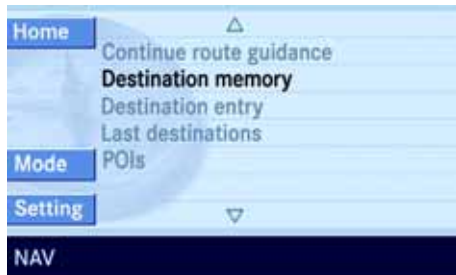 Home
Continue route guidance
Destination memory
Destination entry
Last destinations
Mode
POIs
Setting
NAV